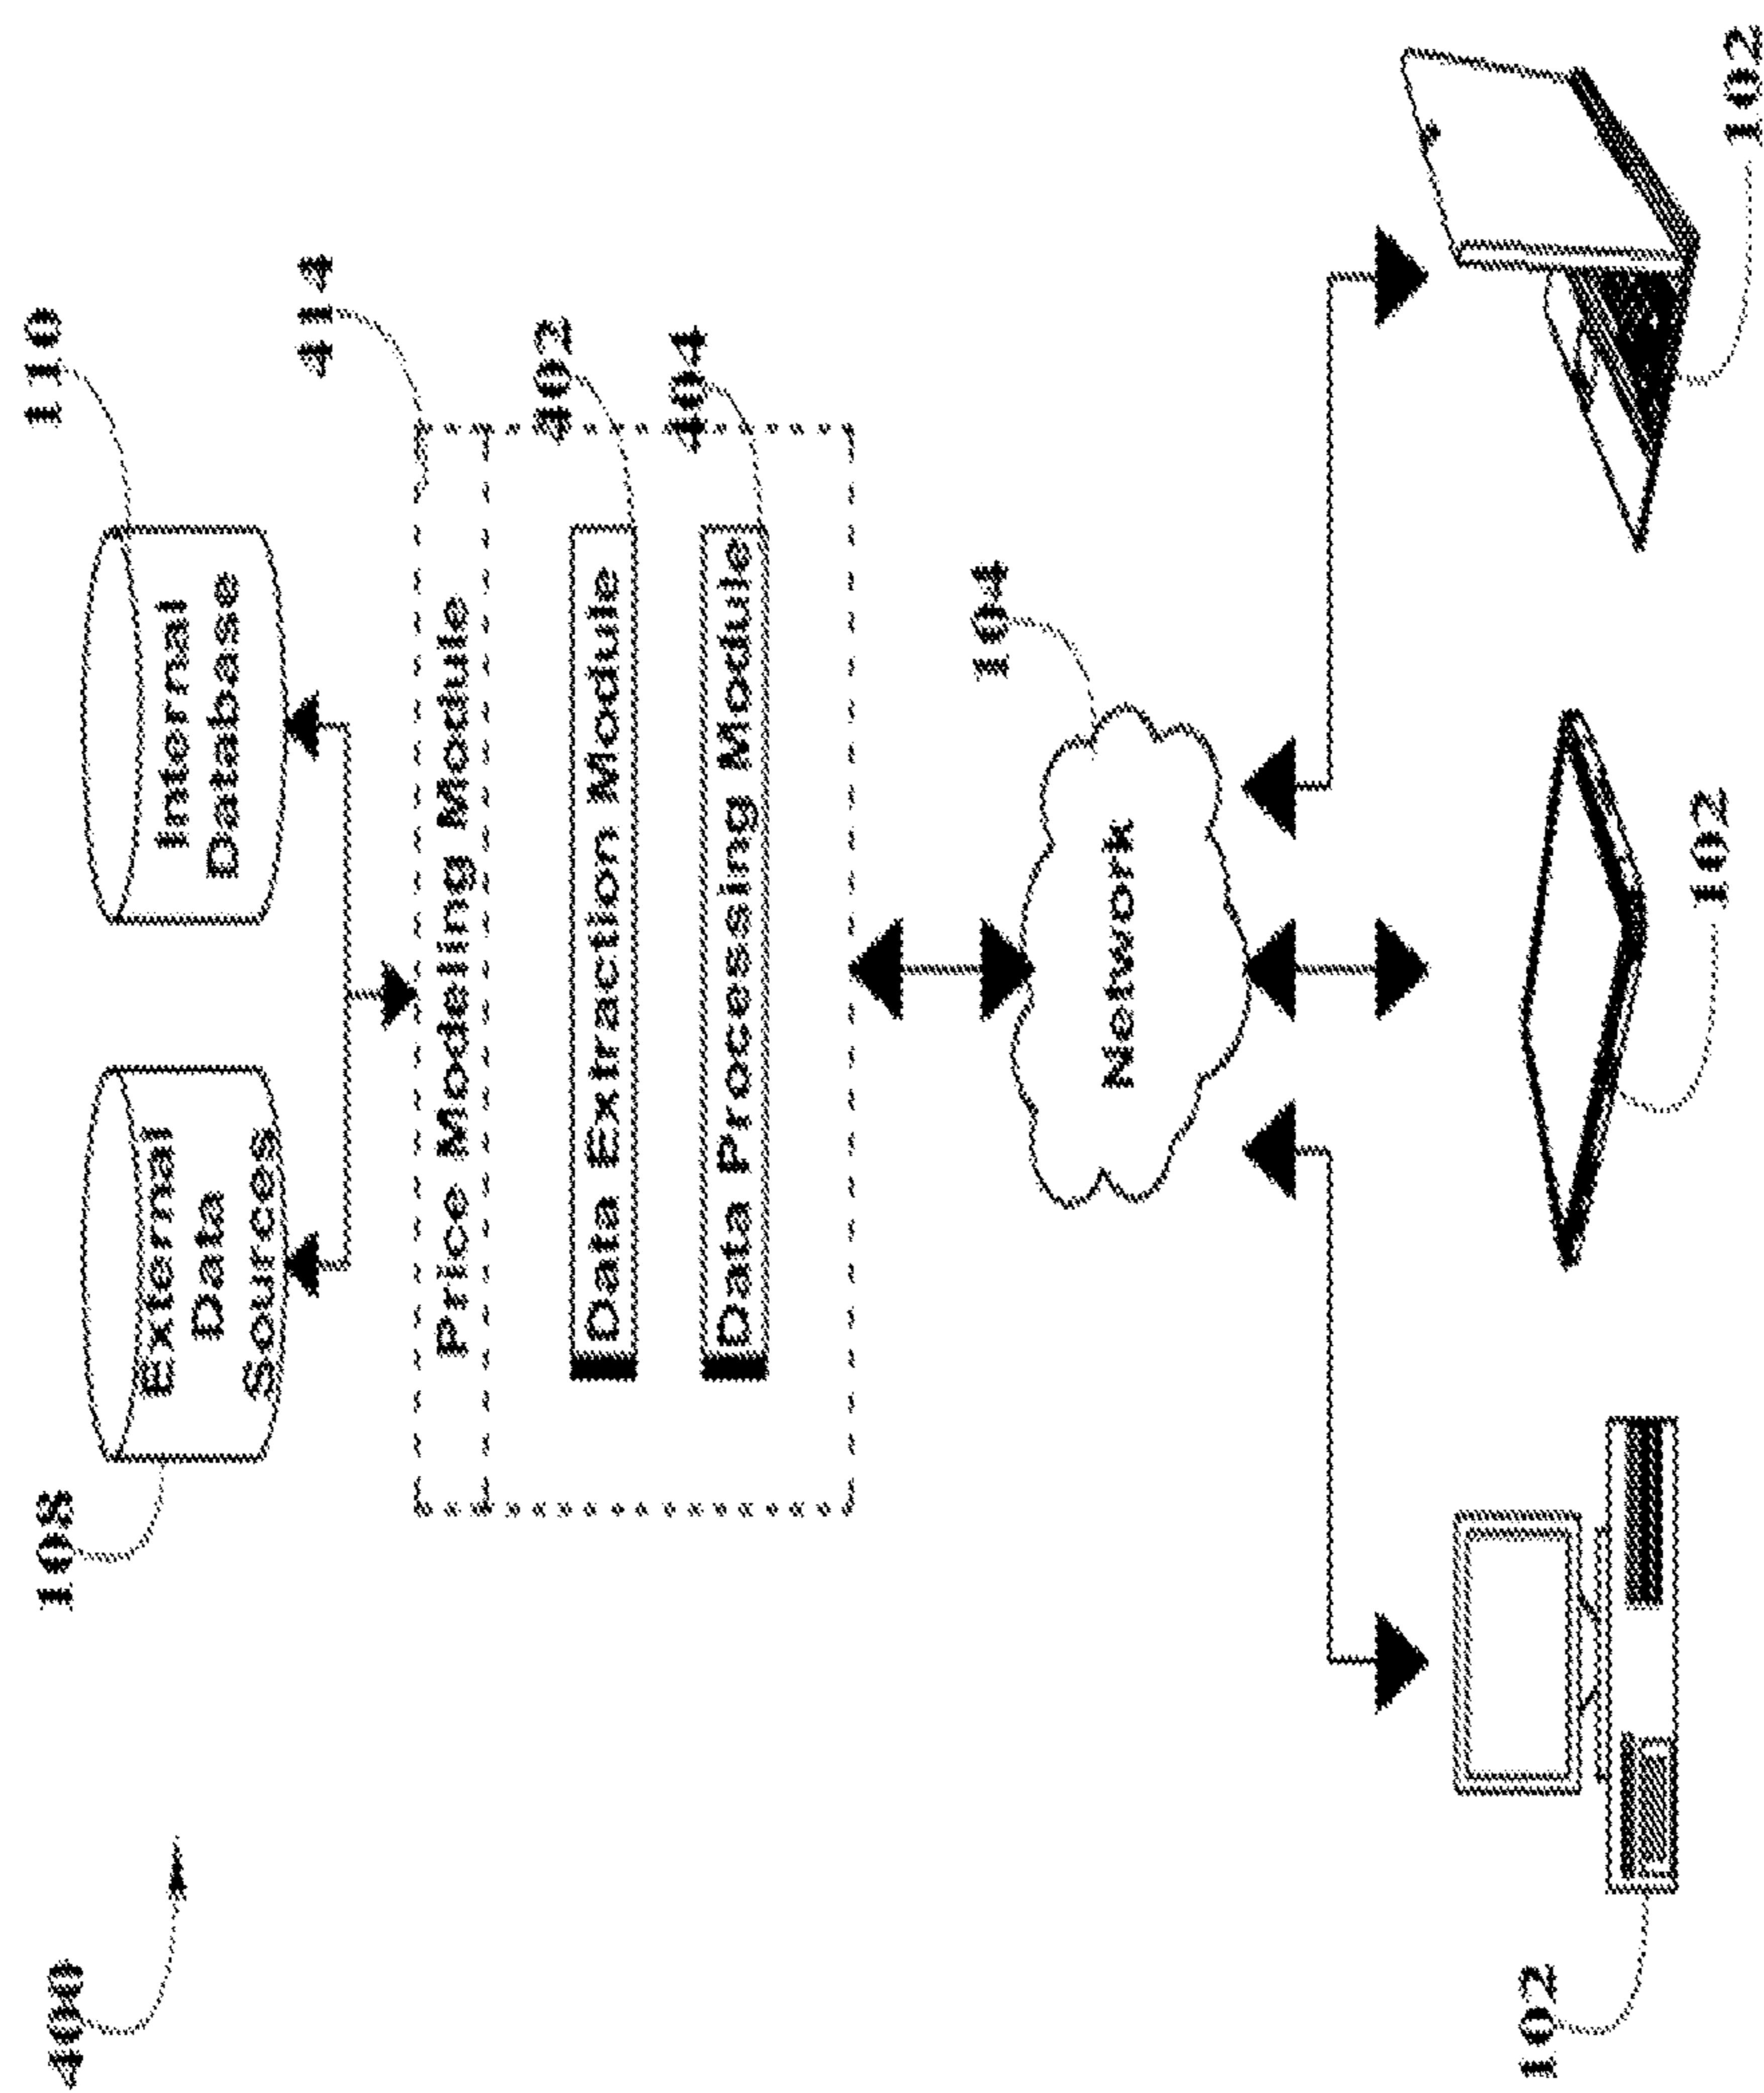 400
108
110
External
Data
Sources
Internal
Database
414
Price Modeling Module
402
Data Extraction Module
404
Data Processing Module
104
Network
102
102
102